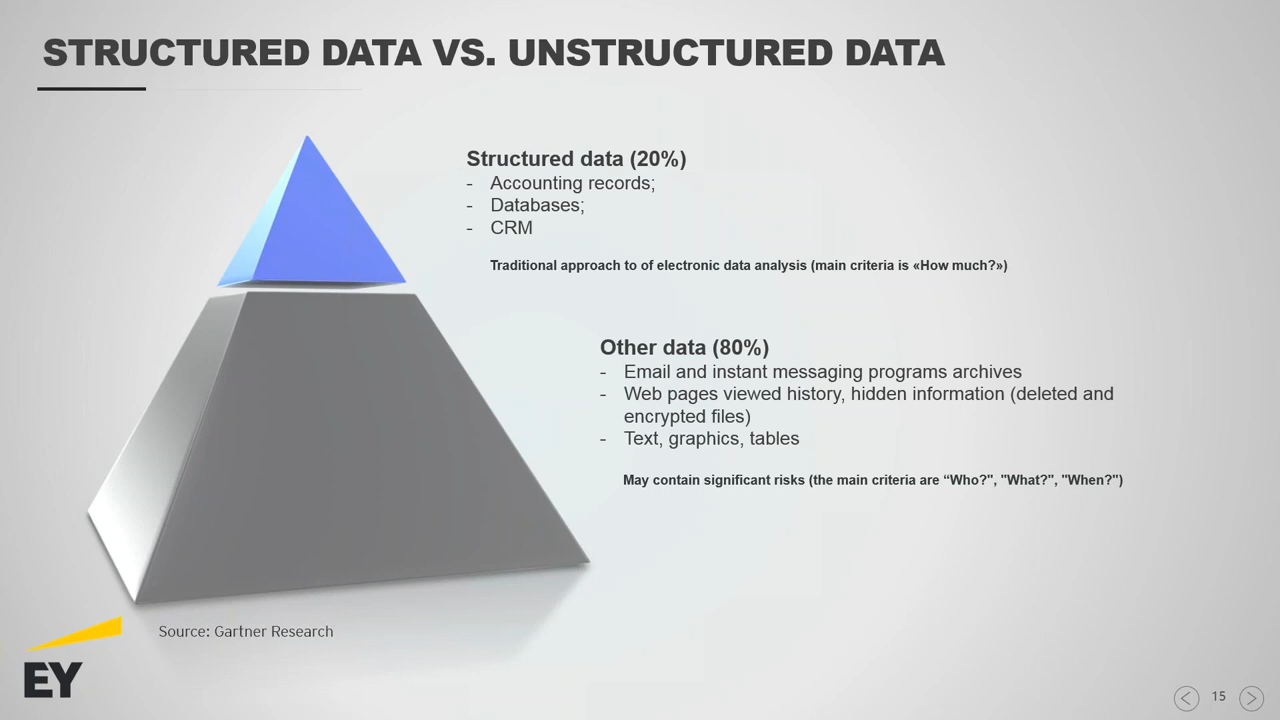 STRUCTURED DATA VS. UNSTRUCTURED DATA
Structured data (20%)
- Accounting records;
- Databases;
- CRM
Traditional approach to of electronic data analysis (main criteria is «How much?»)
Other data (80%)
- Email and instant messaging programs archives
- Web pages viewed history, hidden information (deleted and
encrypted files)
- Text, graphics, tables
May contain significant risks (the main criteria are “Who?", "What?", "When?")
Source: Gartner Research
EY
15